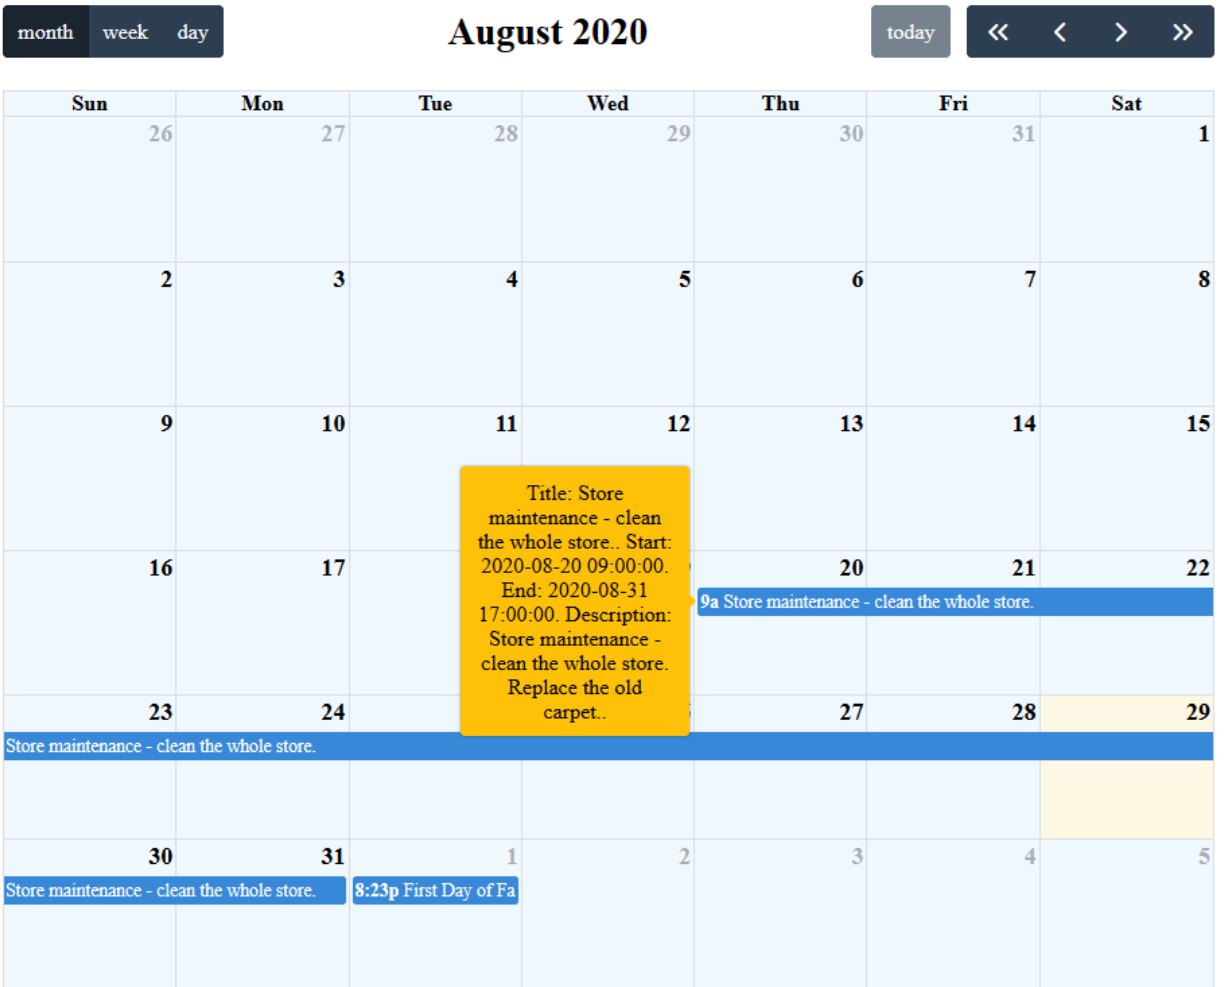 month week day August 2020 today « < > »
Sun Mon Tue Wed Thu Fri Sat
26 27 28 29 30 31 1
2 3 4 5 6 7 8
9 10 11 12 13 14 15
Title: Store
maintenance - clean
the whole store.. Start:
2020-08-20 09:00:00.
End: 2020-08-31
17:00:00. Description:
Store maintenance -
clean the whole store.
Replace the old
carpet..
16 17 20 21 22
9a Store maintenance - clean the whole store.
23 24 27 28 29
Store maintenance - clean the whole store.
30 31 1 2 3 4 5
Store maintenance - clean the whole store. 8:23p First Day of Fa